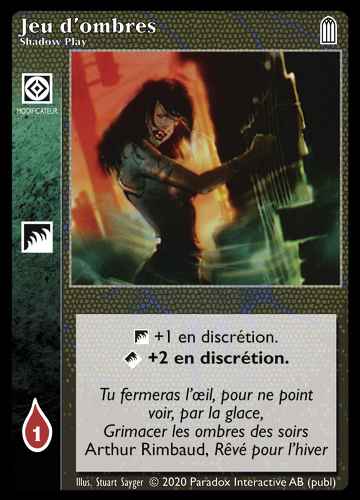 Jeu d'ombres
Shadow Play
MODIFICATEUR
+1 en discrétion.
+2 en discrétion.
Tu fermeras l'œil, pour ne point
voir, par la glace,
Grimacer les ombres des soirs
Arthur Rimbaud, Rêvé pour l'hiver
1
Illus. Stuart Sayger © 2020 Paradox Interactive AB (publ)